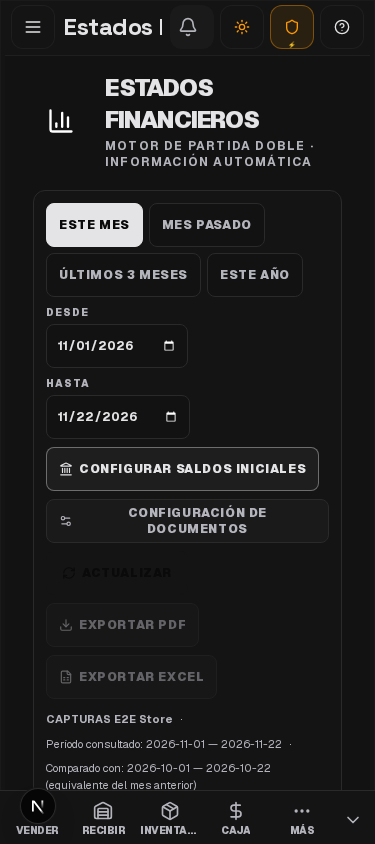 Estados
ESTADOS
FINANCIEROS
MOTOR DE PARTIDA DOBLE ·
INFORMACIÓN AUTOMÁTICA
ESTE MES
MES PASADO
ÚLTIMOS 3 MESES
ESTE AÑO
DESDE
11/01/2026
HASTA
11/22/2026
CONFIGURAR SALDOS INICIALES
CONFIGURACIÓN DE
DOCUMENTOS
ACTUALIZAR
EXPORTAR PDF
EXPORTAR EXCEL
CAPTURAS E2E Store ·
Período consultado: 2026-11-01 — 2026-11-22 ·
Comparado con: 2026-10-01 — 2026-10-22
(equivalente del mes anterior)
N
VENDER
RECIBIR
INVENTA...
CAJA
MÁS